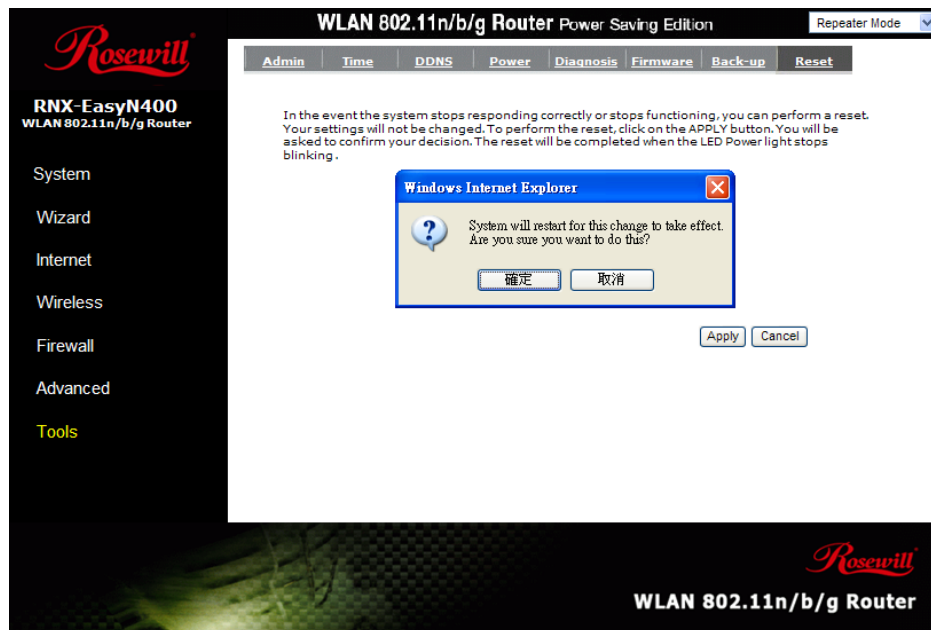 Rosewill
WLAN 802.11n/b/g Router Power Saving Edition
Repeater Mode
Admin Time DDNS Power Diagnosis Firmware Back-up Reset
RNX-EasyN400
WLAN 802.11n/b/g Router
System
Wizard
Internet
Wireless
Firewall
Advanced
Tools
In the event the system stops responding correctly or stops functioning, you can perform a reset.
Your settings will not be changed. To perform the reset, click on the APPLY button. You will be
asked to confirm your decision. The reset will be completed when the LED Power light stops
blinking.
Windows Internet Explorer
System will restart for this change to take effect.
Are you sure you want to do this?
確定 取消
Apply Cancel
Rosewill
WLAN 802.11n/b/g Router